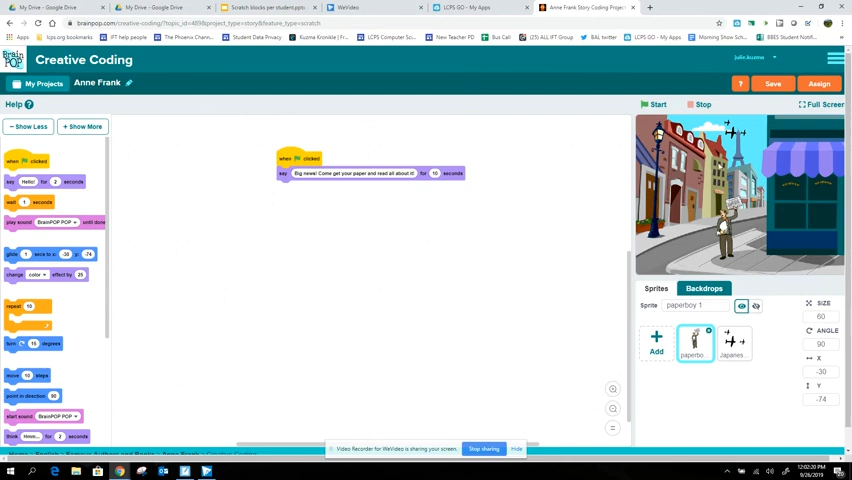 My Drive - Google Drive
My Drive - Google Drive
Scratch blocks per student.pptx
WeVideo
LCPS GO - My Apps
Anne Frank Story Coding Project
brainpop.com/creative-coding/?topic_id=489&project_type=story&feature_type=scratch
Apps
lcps.org bookmarks
IFT help people
The Phoenix Chann...
Student Data Privacy
Kuzma Kronikle | Fr...
LCPS Computer Sci...
New Teacher PD
Bus Call
(25) ALL IFT Group
BAL twitter
LCPS GO - My Apps
BBES Student Notif...
Brain
POP
Creative Coding
My Projects
Anne Frank
? Save Assign
Help ?
Start
Stop
Full Screen
- Show Less
+ Show More
when clicked
say Hello! for 2 seconds
wait 1 seconds
play sound BrainPOP POP until done
glide 1 secs to x: -30 y: -74
change color effect by 25
repeat 10
turn 15 degrees
move 10 steps
point in direction 90
start sound BrainPOP POP
think Hmm... for 2 seconds
when clicked
say Big news! Come get your paper and read all about it! for 10 seconds
Sprites
Backdrops
Sprite
paperboy 1
+
Add
paperbo...
Japanes
SIZE
60
ANGLE
90
X
-30
Y
-74
Video Recorder for WeVideo is sharing your screen.
Stop sharing
Hide
12:02:20 PM
9/26/2019